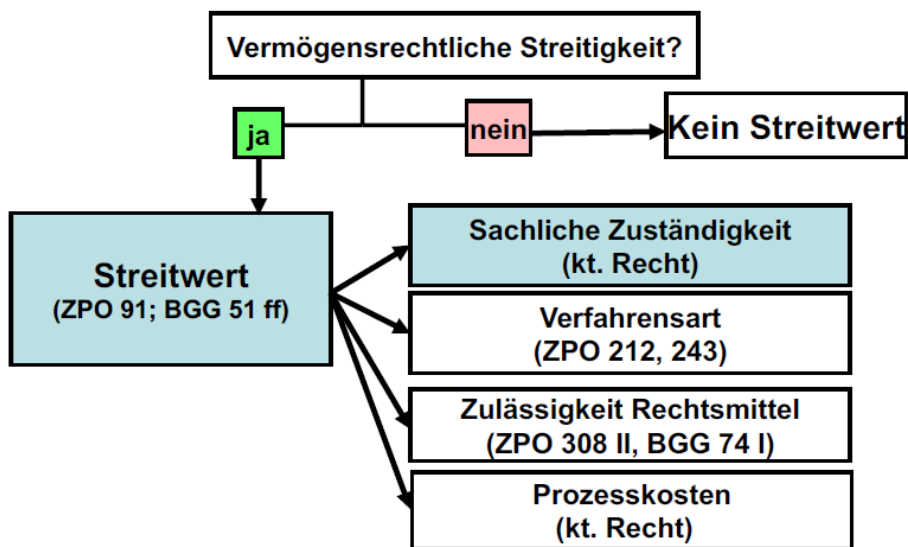 Vermögensrechtliche Streitigkeit?
ja
nein
Kein Streitwert
Streitwert
(ZPO 91; BGG 51 ff)
Sachliche Zuständigkeit
(kt. Recht)
Verfahrensart
(ZPO 212, 243)
Zulässigkeit Rechtsmittel
(ZPO 308 II, BGG 74 I)
Prozesskosten
(kt. Recht)